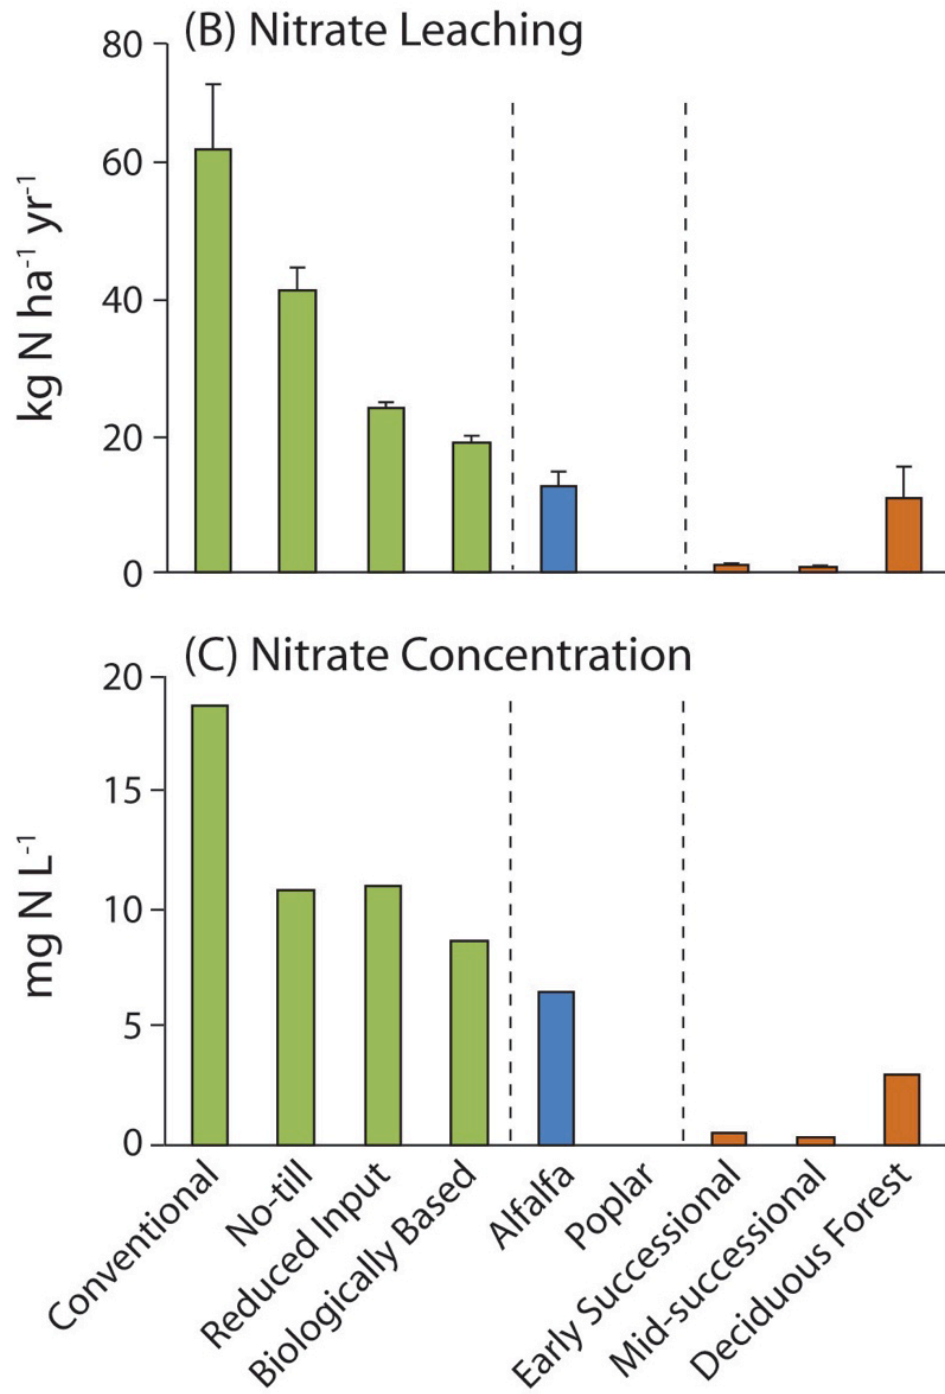 (B) Nitrate Leaching
80
60
40
20
0
kg N ha⁻¹ yr⁻¹
(C) Nitrate Concentration
20
15
10
5
0
mg N L⁻¹
Conventional
No-till
Reduced Input
Biologically Based
Alfalfa
Poplar
Early Successional
Mid-successional
Deciduous Forest